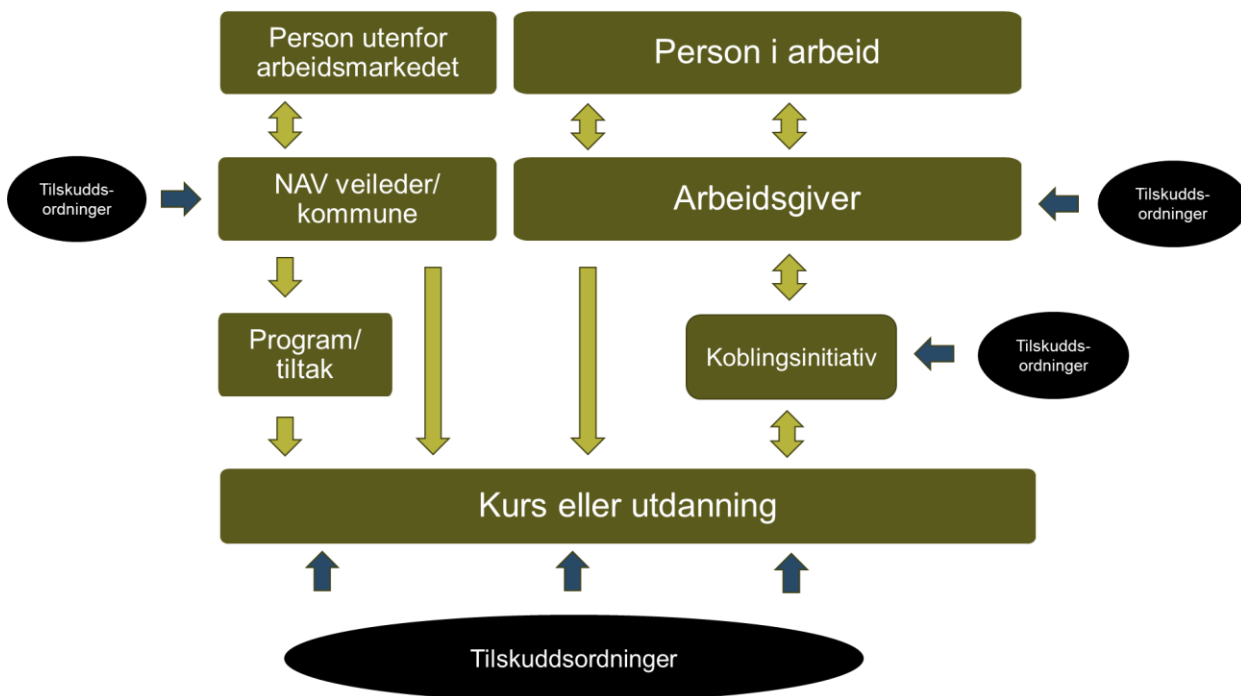 Person utenfor
arbeidsmarkedet
Person i arbeid
Tilskudds-
ordninger
NAV veileder/
kommune
Arbeidsgiver
Tilskudds-
ordninger
Program/
tiltak
Koblingsinitiativ
Tilskudds-
ordninger
Kurs eller utdanning
Tilskuddsordninger